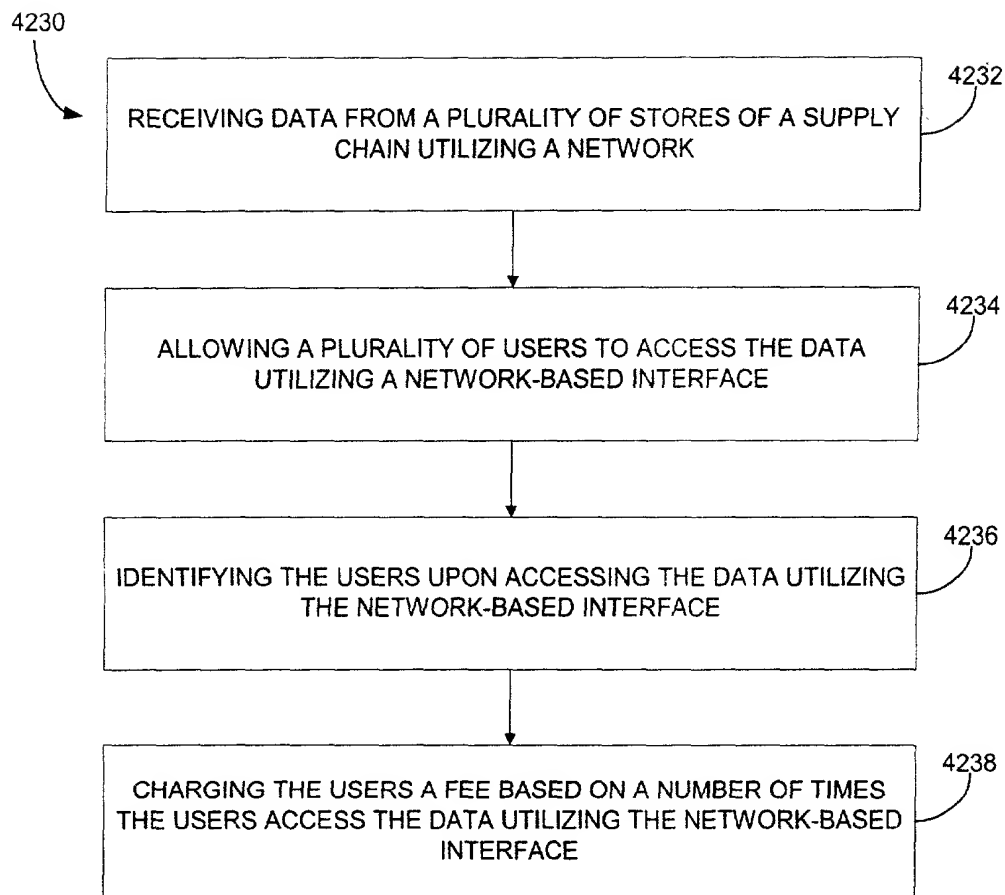 4230
4232
RECEIVING DATA FROM A PLURALITY OF STORES OF A SUPPLY
CHAIN UTILIZING A NETWORK
4234
ALLOWING A PLURALITY OF USERS TO ACCESS THE DATA
UTILIZING A NETWORK-BASED INTERFACE
4236
IDENTIFYING THE USERS UPON ACCESSING THE DATA UTILIZING
THE NETWORK-BASED INTERFACE
4238
CHARGING THE USERS A FEE BASED ON A NUMBER OF TIMES
THE USERS ACCESS THE DATA UTILIZING THE NETWORK-BASED
INTERFACE